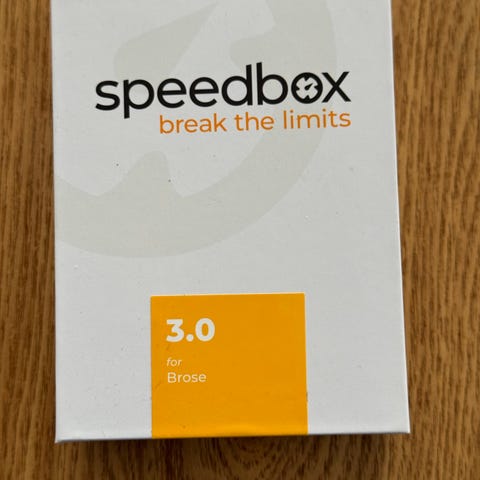 speedbox
break the limits
3.0
for
Brose